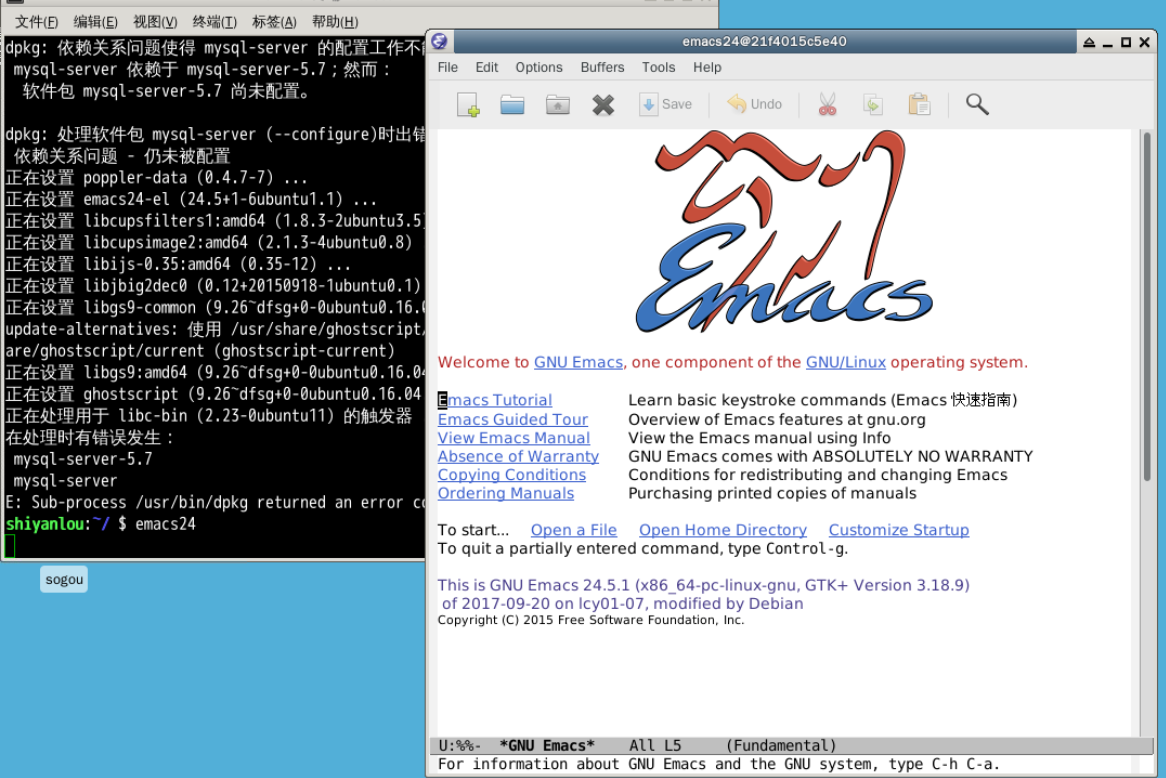 文件(F) 编辑(E) 视图(V) 终端(T) 标签(A) 帮助(H)
dpkg: 依赖关系问题使得 mysql-server 的配置工作不
 mysql-server 依赖于 mysql-server-5.7；然而：
  软件包 mysql-server-5.7 尚未配置。
dpkg: 处理软件包 mysql-server (--configure)时出
 依赖关系问题 - 仍未被配置
正在设置 poppler-data (0.4.7-7) ...
正在设置 emacs24-el (24.5+1-6ubuntu1.1) ...
正在设置 libcupsfilters1:amd64 (1.8.3-2ubuntu3.5)
正在设置 libcupsimage2:amd64 (2.1.3-4ubuntu0.8)
正在设置 libijs-0.35:amd64 (0.35-12) ...
正在设置 libjbig2dec0 (0.12+20150918-1ubuntu0.1)
正在设置 libgs9-common (9.26~dfsg+0-0ubuntu0.16.0
update-alternatives: 使用 /usr/share/ghostscript/
are/ghostscript/current (ghostscript-current)
正在设置 libgs9:amd64 (9.26~dfsg+0-0ubuntu0.16.04
正在设置 ghostscript (9.26~dfsg+0-0ubuntu0.16.04
正在处理用于 libc-bin (2.23-0ubuntu11) 的触发器
在处理时有错误发生：
 mysql-server-5.7
 mysql-server
E: Sub-process /usr/bin/dpkg returned an error
shiyanlou:~/ $ emacs24
sogou
emacs24@21f4015c5e40
File Edit Options Buffers Tools Help
Save Undo
Emacs
Welcome to GNU Emacs, one component of the GNU/Linux operating system.
Emacs Tutorial Learn basic keystroke commands (Emacs 快速指南)
Emacs Guided Tour Overview of Emacs features at gnu.org
View Emacs Manual View the Emacs manual using Info
Absence of Warranty GNU Emacs comes with ABSOLUTELY NO WARRANTY
Copying Conditions Conditions for redistributing and changing Emacs
Ordering Manuals Purchasing printed copies of manuals
To start... Open a File Open Home Directory Customize Startup
To quit a partially entered command, type Control-g.
This is GNU Emacs 24.5.1 (x86_64-pc-linux-gnu, GTK+ Version 3.18.9)
 of 2017-09-20 on lcy01-07, modified by Debian
Copyright (C) 2015 Free Software Foundation, Inc.
U:%%- *GNU Emacs* All L5 (Fundamental)
For information about GNU Emacs and the GNU system, type C-h C-a.